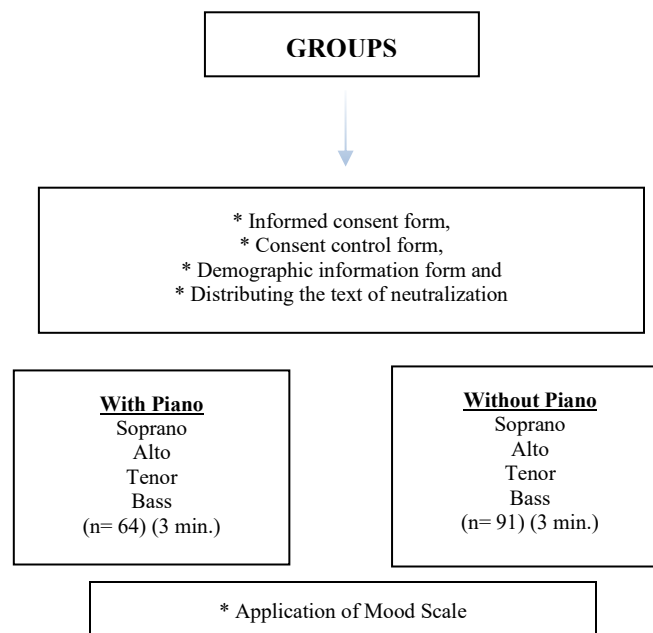 GROUPS
* Informed consent form,
* Consent control form,
* Demographic information form and
* Distributing the text of neutralization
With Piano
Soprano
Alto
Tenor
Bass
(n= 64) (3 min.)
Without Piano
Soprano
Alto
Tenor
Bass
(n= 91) (3 min.)
* Application of Mood Scale